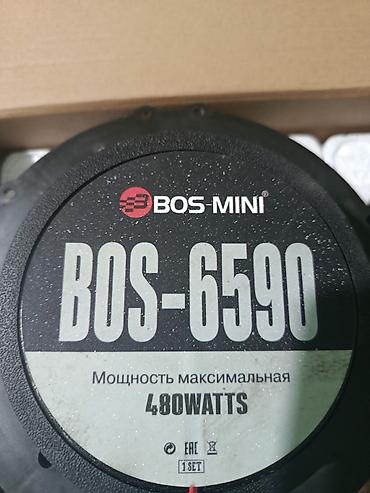 BOS-MINI®
BOS-6590
Мощность максимальная
480WATTS
EAC
1 SET